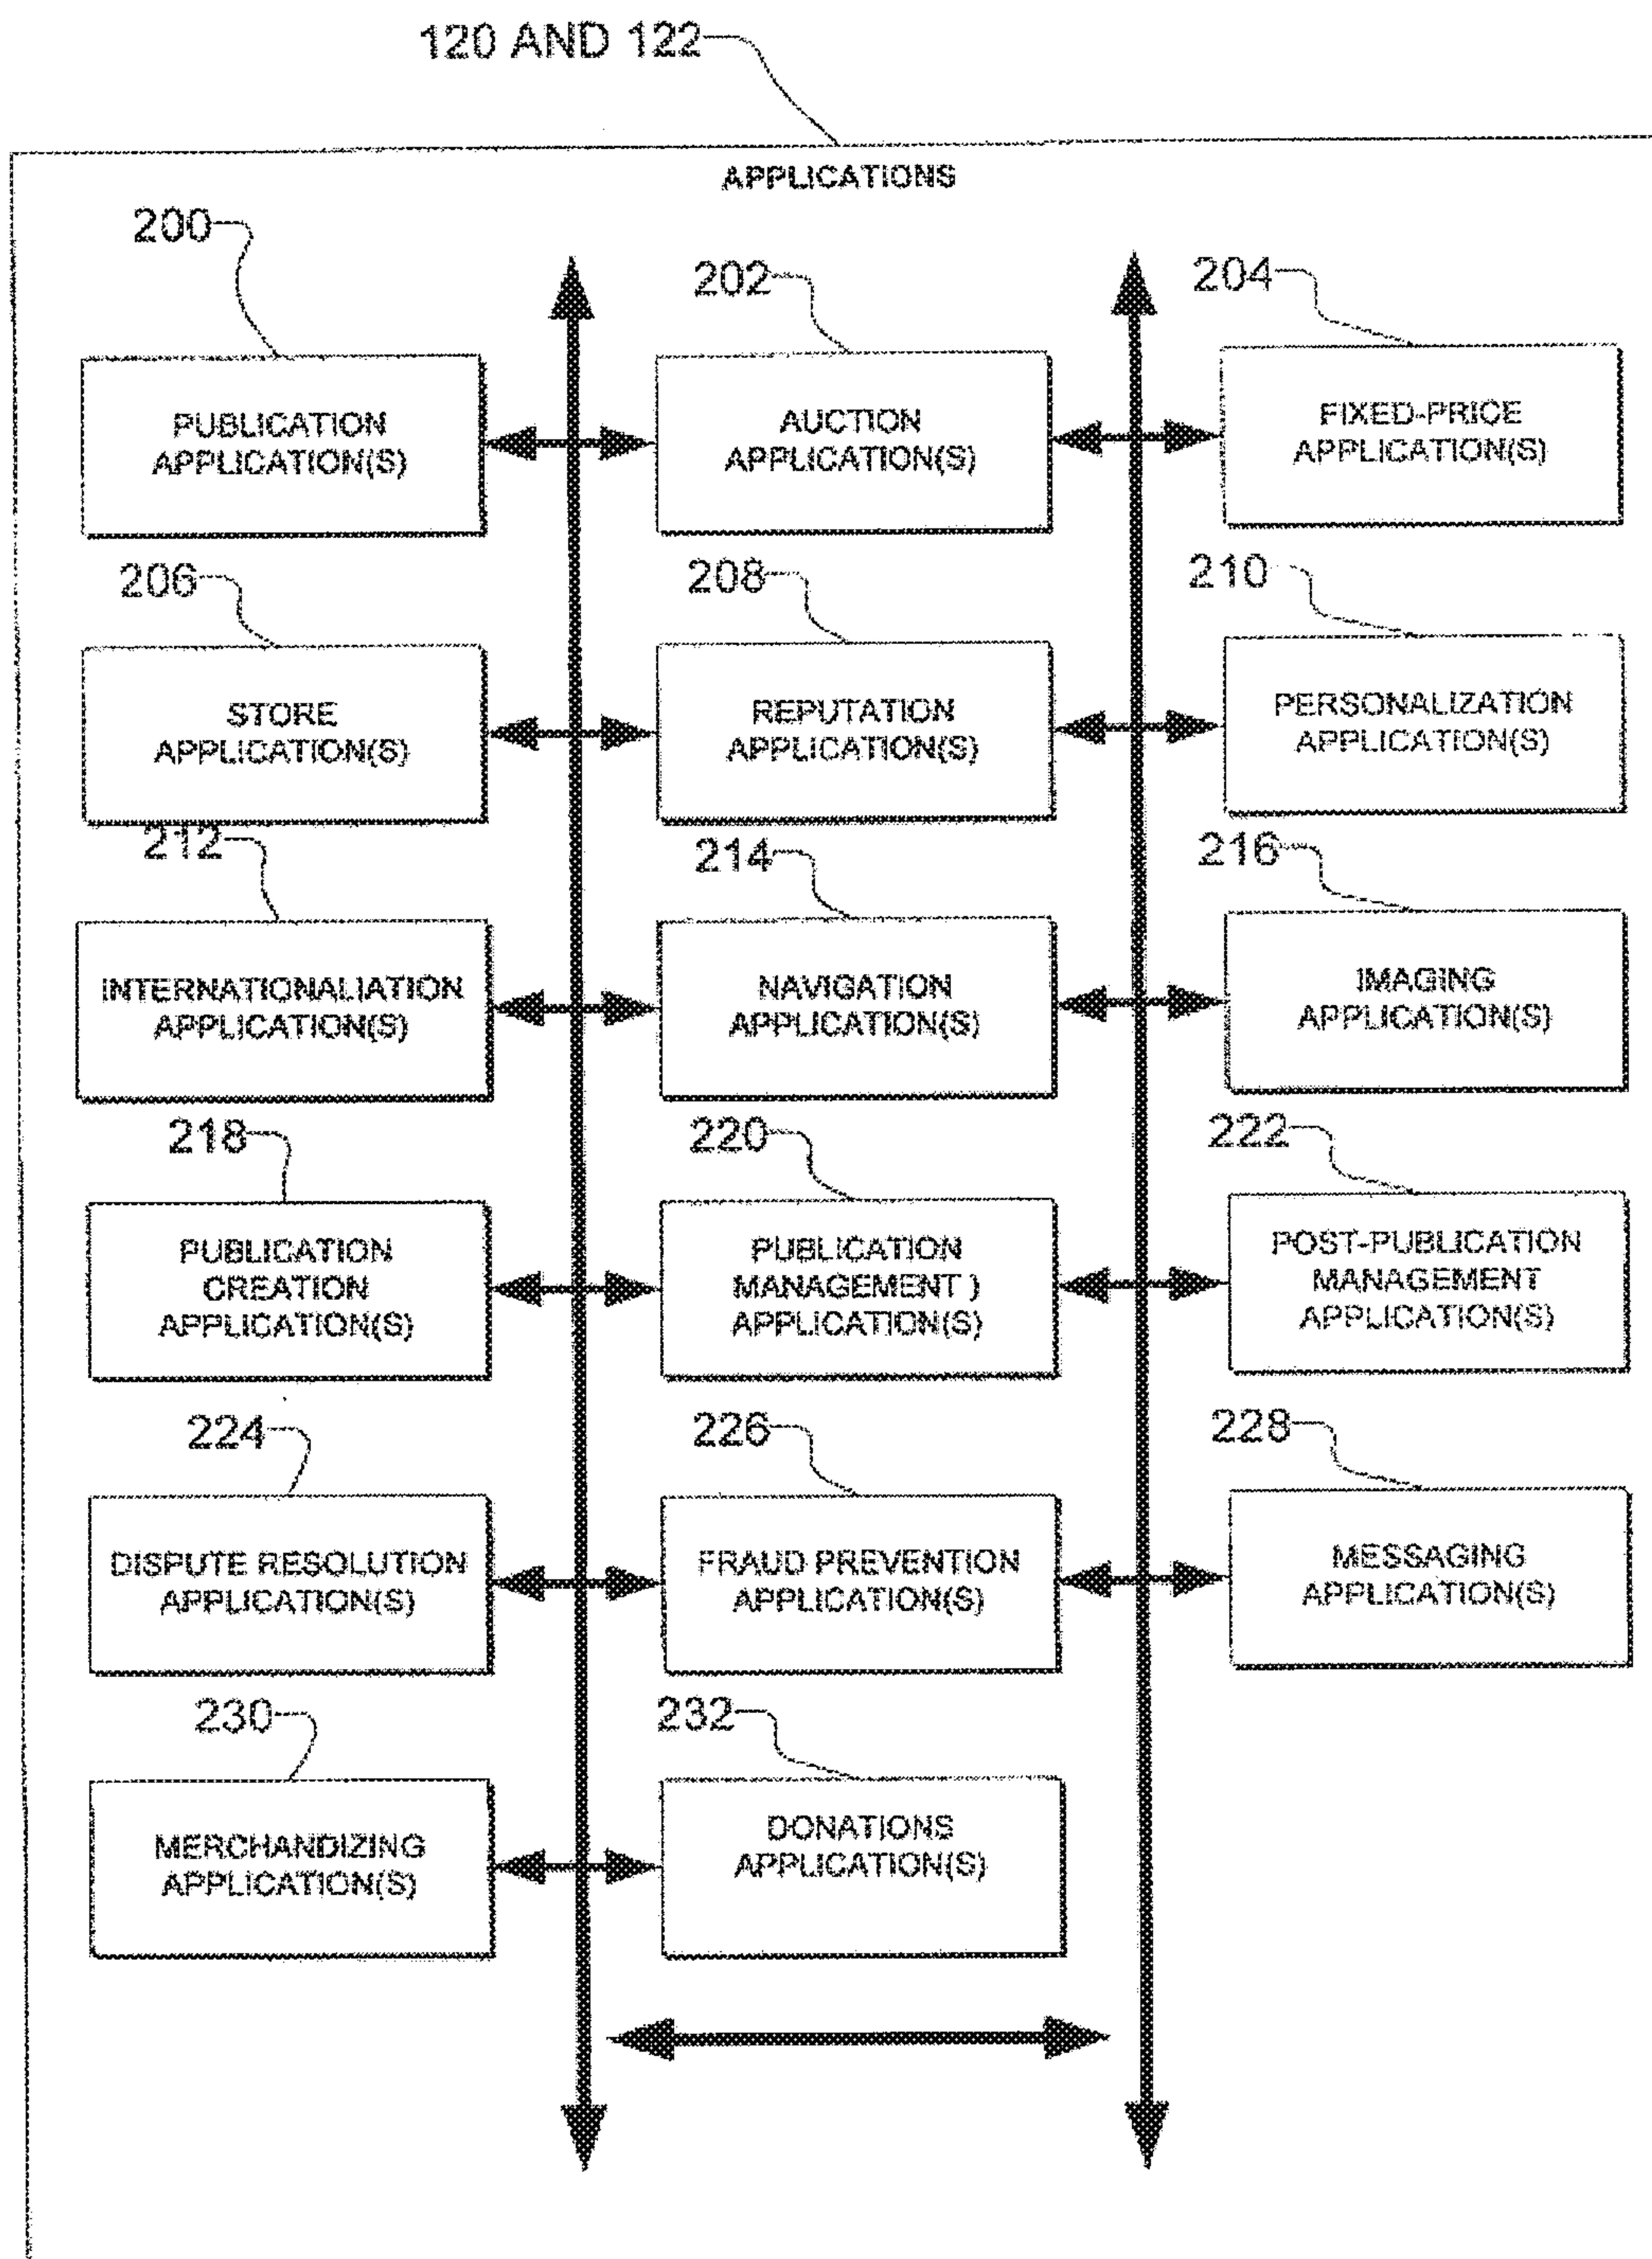 120 AND 122
APPLICATIONS
200
202
204
PUBLICATION
APPLICATION(S)
AUCTION
APPLICATION(S)
FIXED-PRICE
APPLICATION(S)
206
208
210
STORE
APPLICATION(S)
REPUTATION
APPLICATION(S)
PERSONALIZATION
APPLICATION(S)
212
214
216
INTERNATIONALIATION
APPLICATION(S)
NAVIGATION
APPLICATION(S)
IMAGING
APPLICATION(S)
218
220
222
PUBLICATION
CREATION
APPLICATION(S)
PUBLICATION
MANAGEMENT )
APPLICATION(S)
POST-PUBLICATION
MANAGEMENT
APPLICATION(S)
224
226
228
DISPUTE RESOLUTION
APPLICATION(S)
FRAUD PREVENTION
APPLICATION(S)
MESSAGING
APPLICATION(S)
230
232
MERCHANDIZING
APPLICATION(S)
DONATIONS
APPLICATION(S)